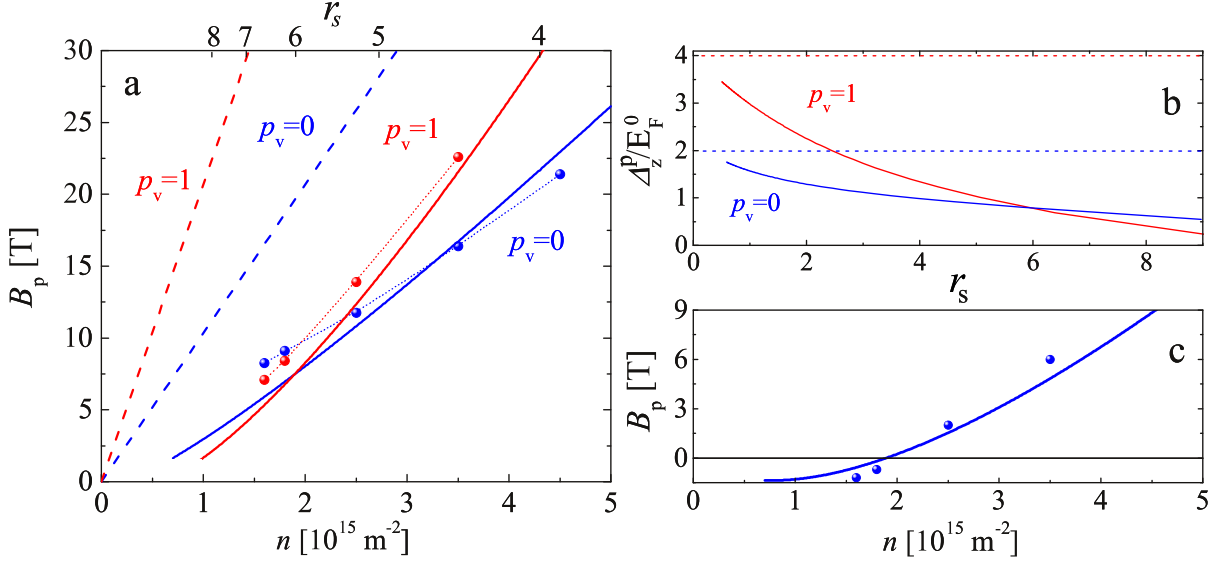 r_s
8 7 6 5 4
30
25
20
15
10
5
0
a
p_v=1
p_v=0
p_v=1
p_v=0
B_p [T]
0 1 2 3 4 5
n [10^15 m^-2]
4
3
2
1
0
b
p_v=1
p_v=0
Δ_z^p/E_F^0
0 2 4 6 8
r_s
9
6
3
0
c
B_p [T]
0 1 2 3 4 5
n [10^15 m^-2]